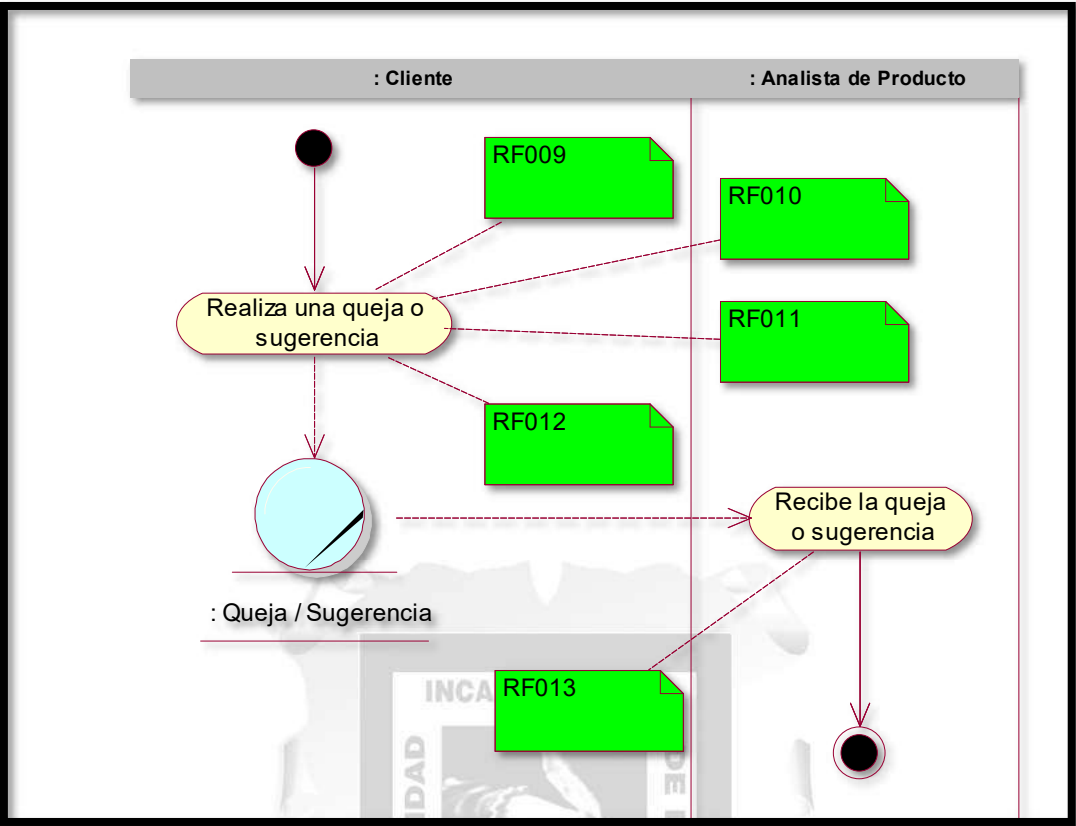 : Cliente
: Analista de Producto
RF009
RF010
Realiza una queja o
sugerencia
RF011
RF012
Recibe la queja
o sugerencia
: Queja / Sugerencia
RF013
INCA
IDAD
DE